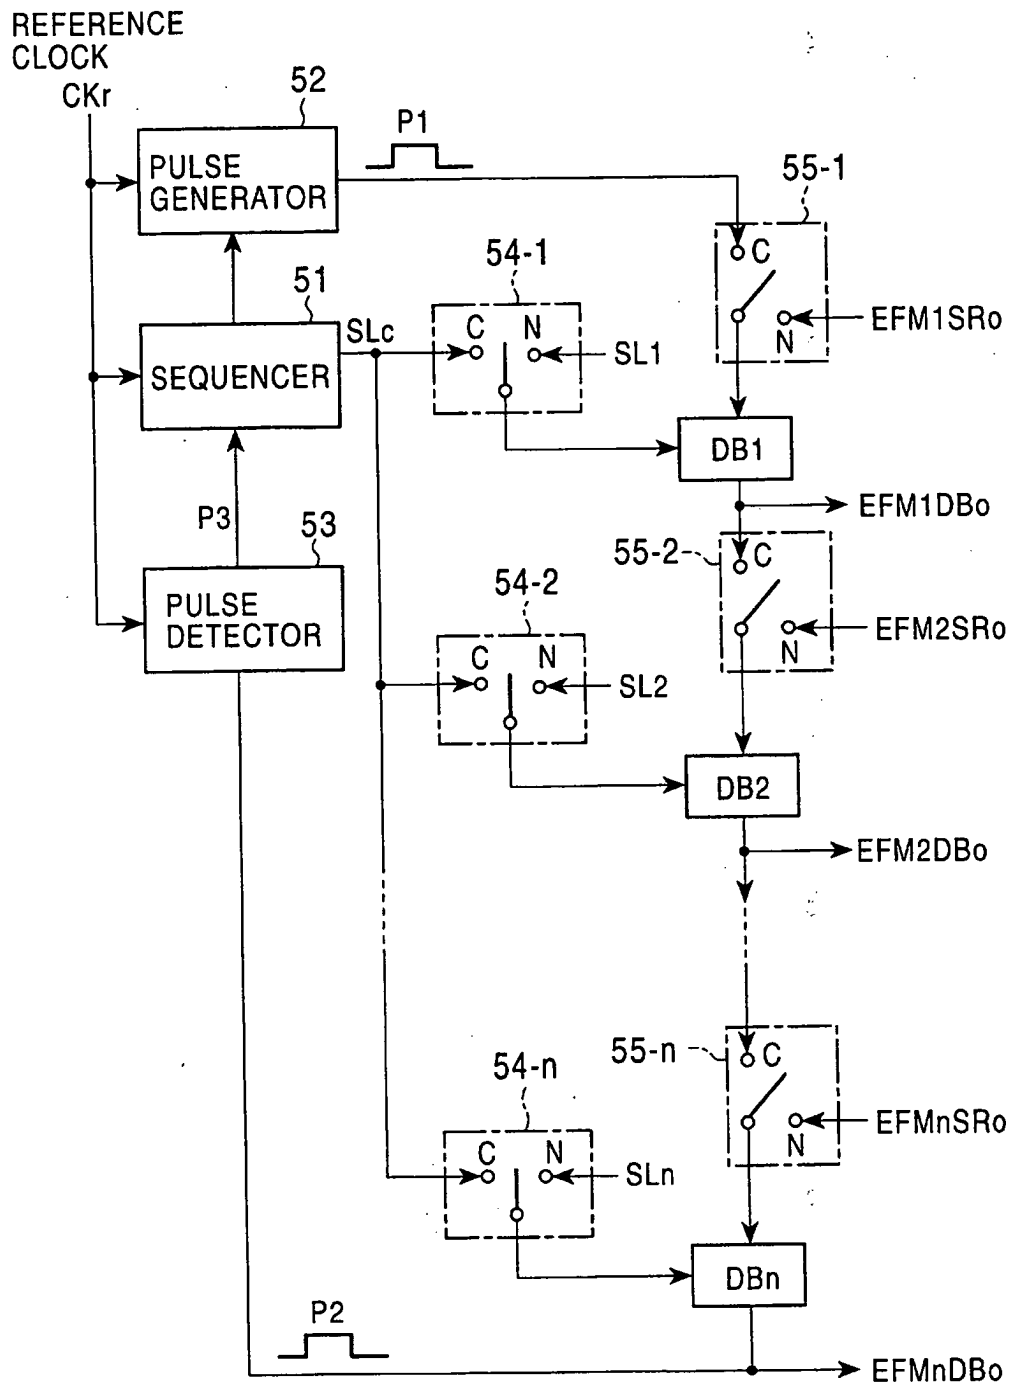 REFERENCE
CLOCK
CKr
52
P1
PULSE
GENERATOR
55-1
C
N
EFM1SRo
51
SLc
SEQUENCER
54-1
C N
SL1
DB1
EFM1DBo
P3
53
PULSE
DETECTOR
55-2
C
N
EFM2SRo
54-2
C N
SL2
DB2
EFM2DBo
55-n
C
N
EFMnSRo
54-n
C N
SLn
DBn
P2
EFMnDBo